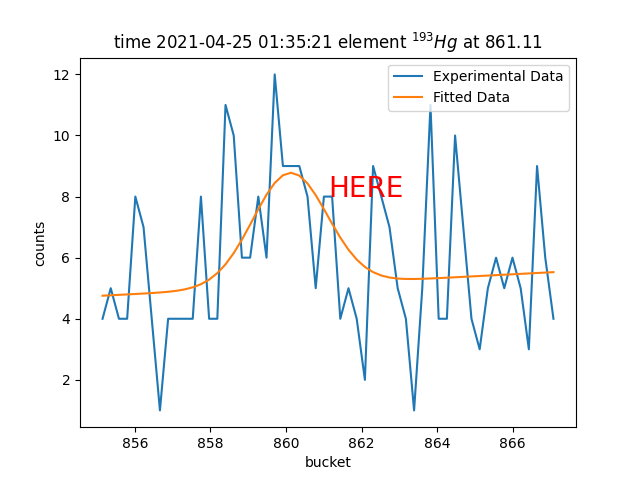 time 2021-04-25 01:35:21 element ¹⁹³Hg at 861.11
Experimental Data
Fitted Data
HERE
counts
12
10
8
6
4
2
856 858 860 862 864 866
bucket